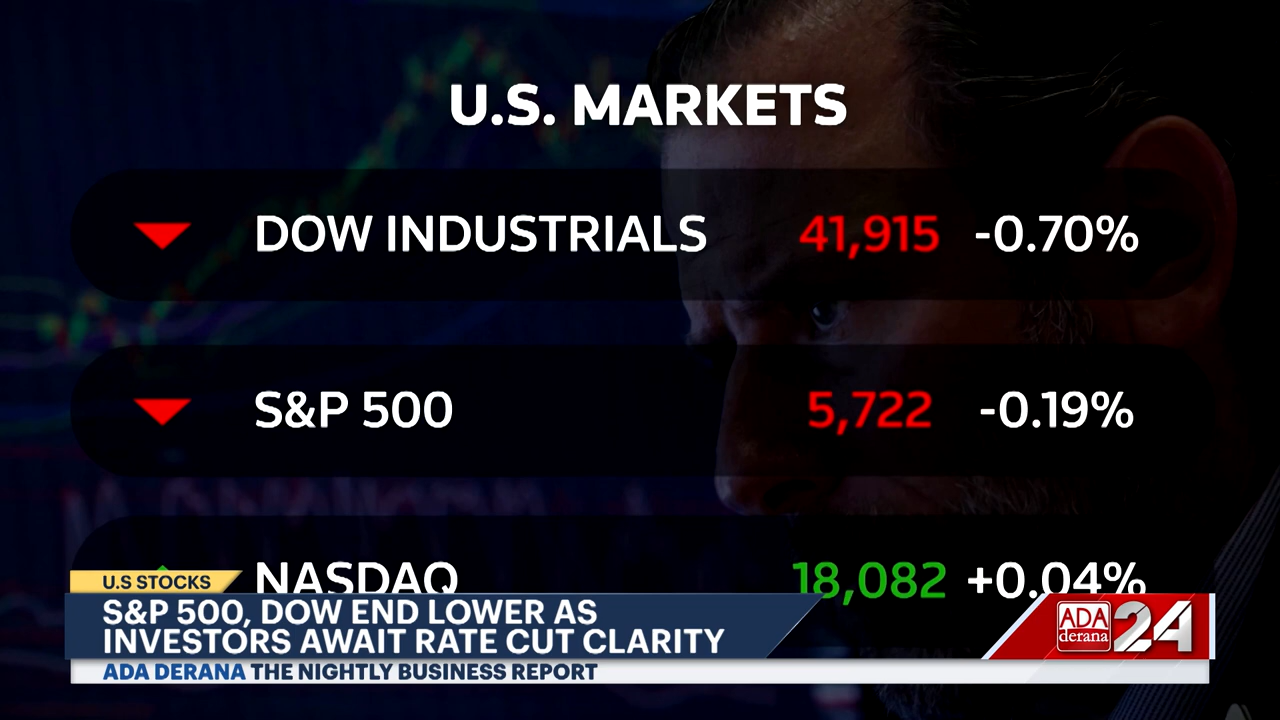 U.S. MARKETS
DOW INDUSTRIALS 41,915 -0.70%
S&P 500 5,722 -0.19%
NASDAQ 18,082 +0.04%
U.S STOCKS
S&P 500, DOW END LOWER AS
INVESTORS AWAIT RATE CUT CLARITY
ADA DERANA THE NIGHTLY BUSINESS REPORT
ADA
derana
24